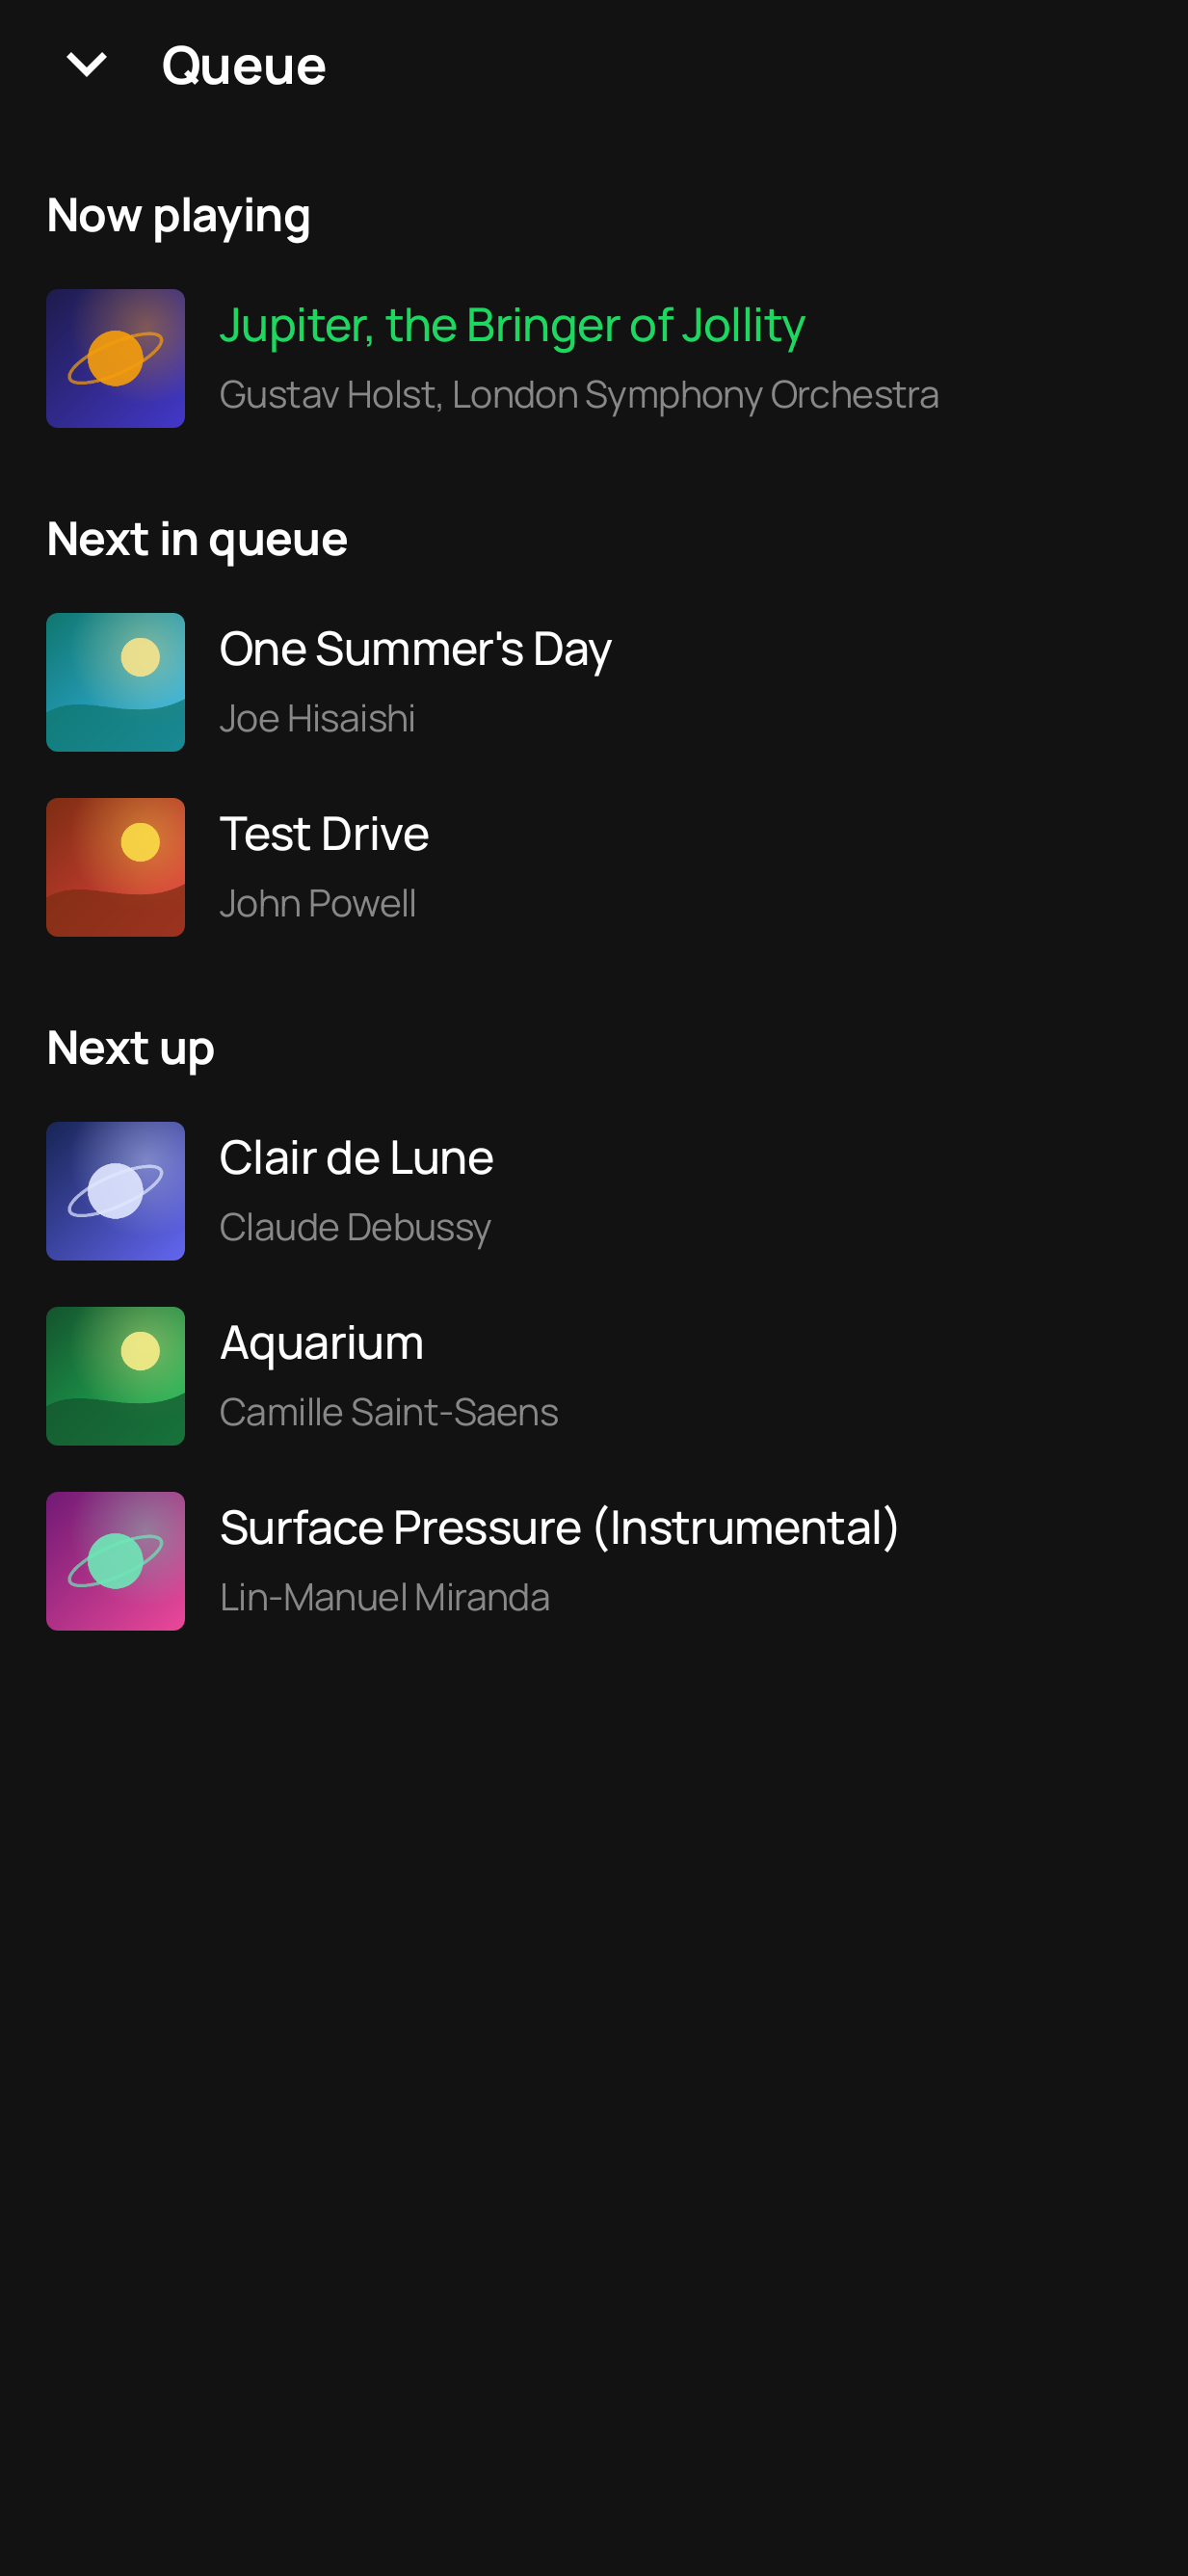 Queue
Now playing
Jupiter, the Bringer of Jollity
Gustav Holst, London Symphony Orchestra
Next in queue
One Summer's Day
Joe Hisaishi
Test Drive
John Powell
Next up
Clair de Lune
Claude Debussy
Aquarium
Camille Saint-Saens
Surface Pressure (Instrumental)
Lin-Manuel Miranda